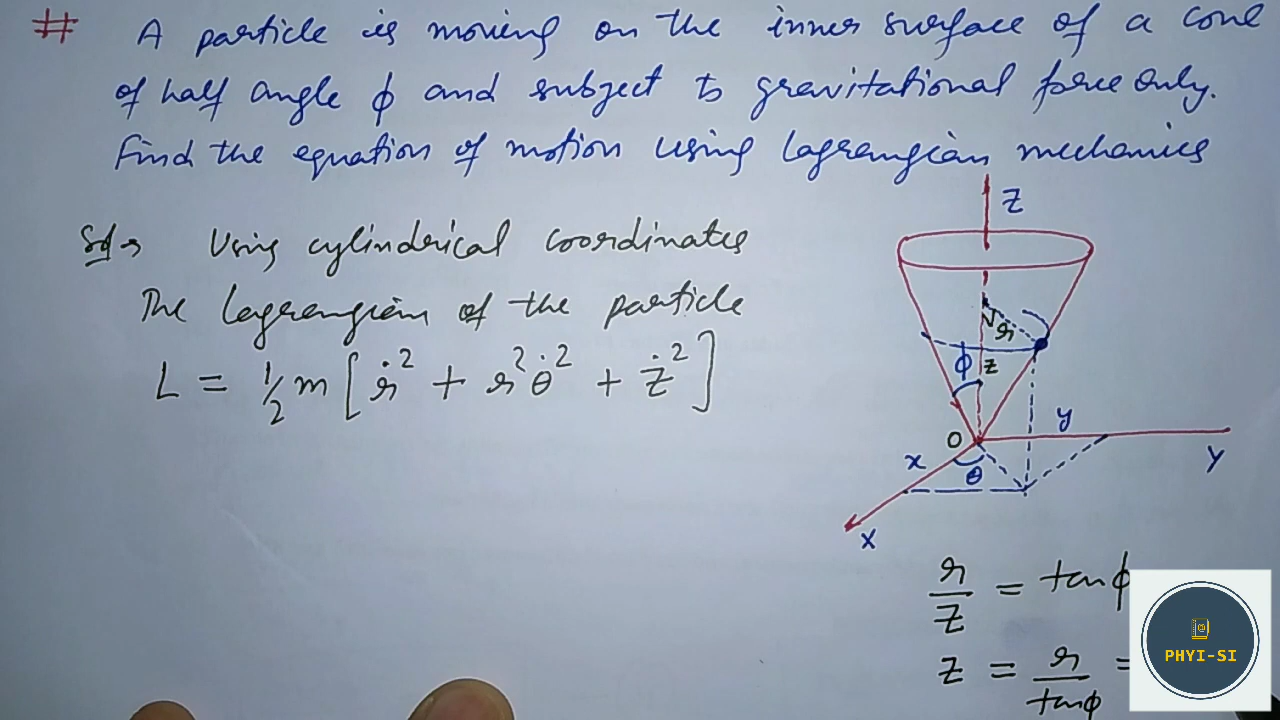 # A particle is moving on the inner surface of a cone
of half angle ϕ and subject to gravitational force only.
Find the equation of motion using Lagrangian mechanics
Sol → Using cylindrical coordinates
The Lagrangian of the particle
L = 1/2 m [ṙ² + r²θ̇² + ż²]
Z
r
ϕ
z
O
y
x
θ
Y
X
r/z = tanϕ
z = r/tanϕ =
PHYI-SI